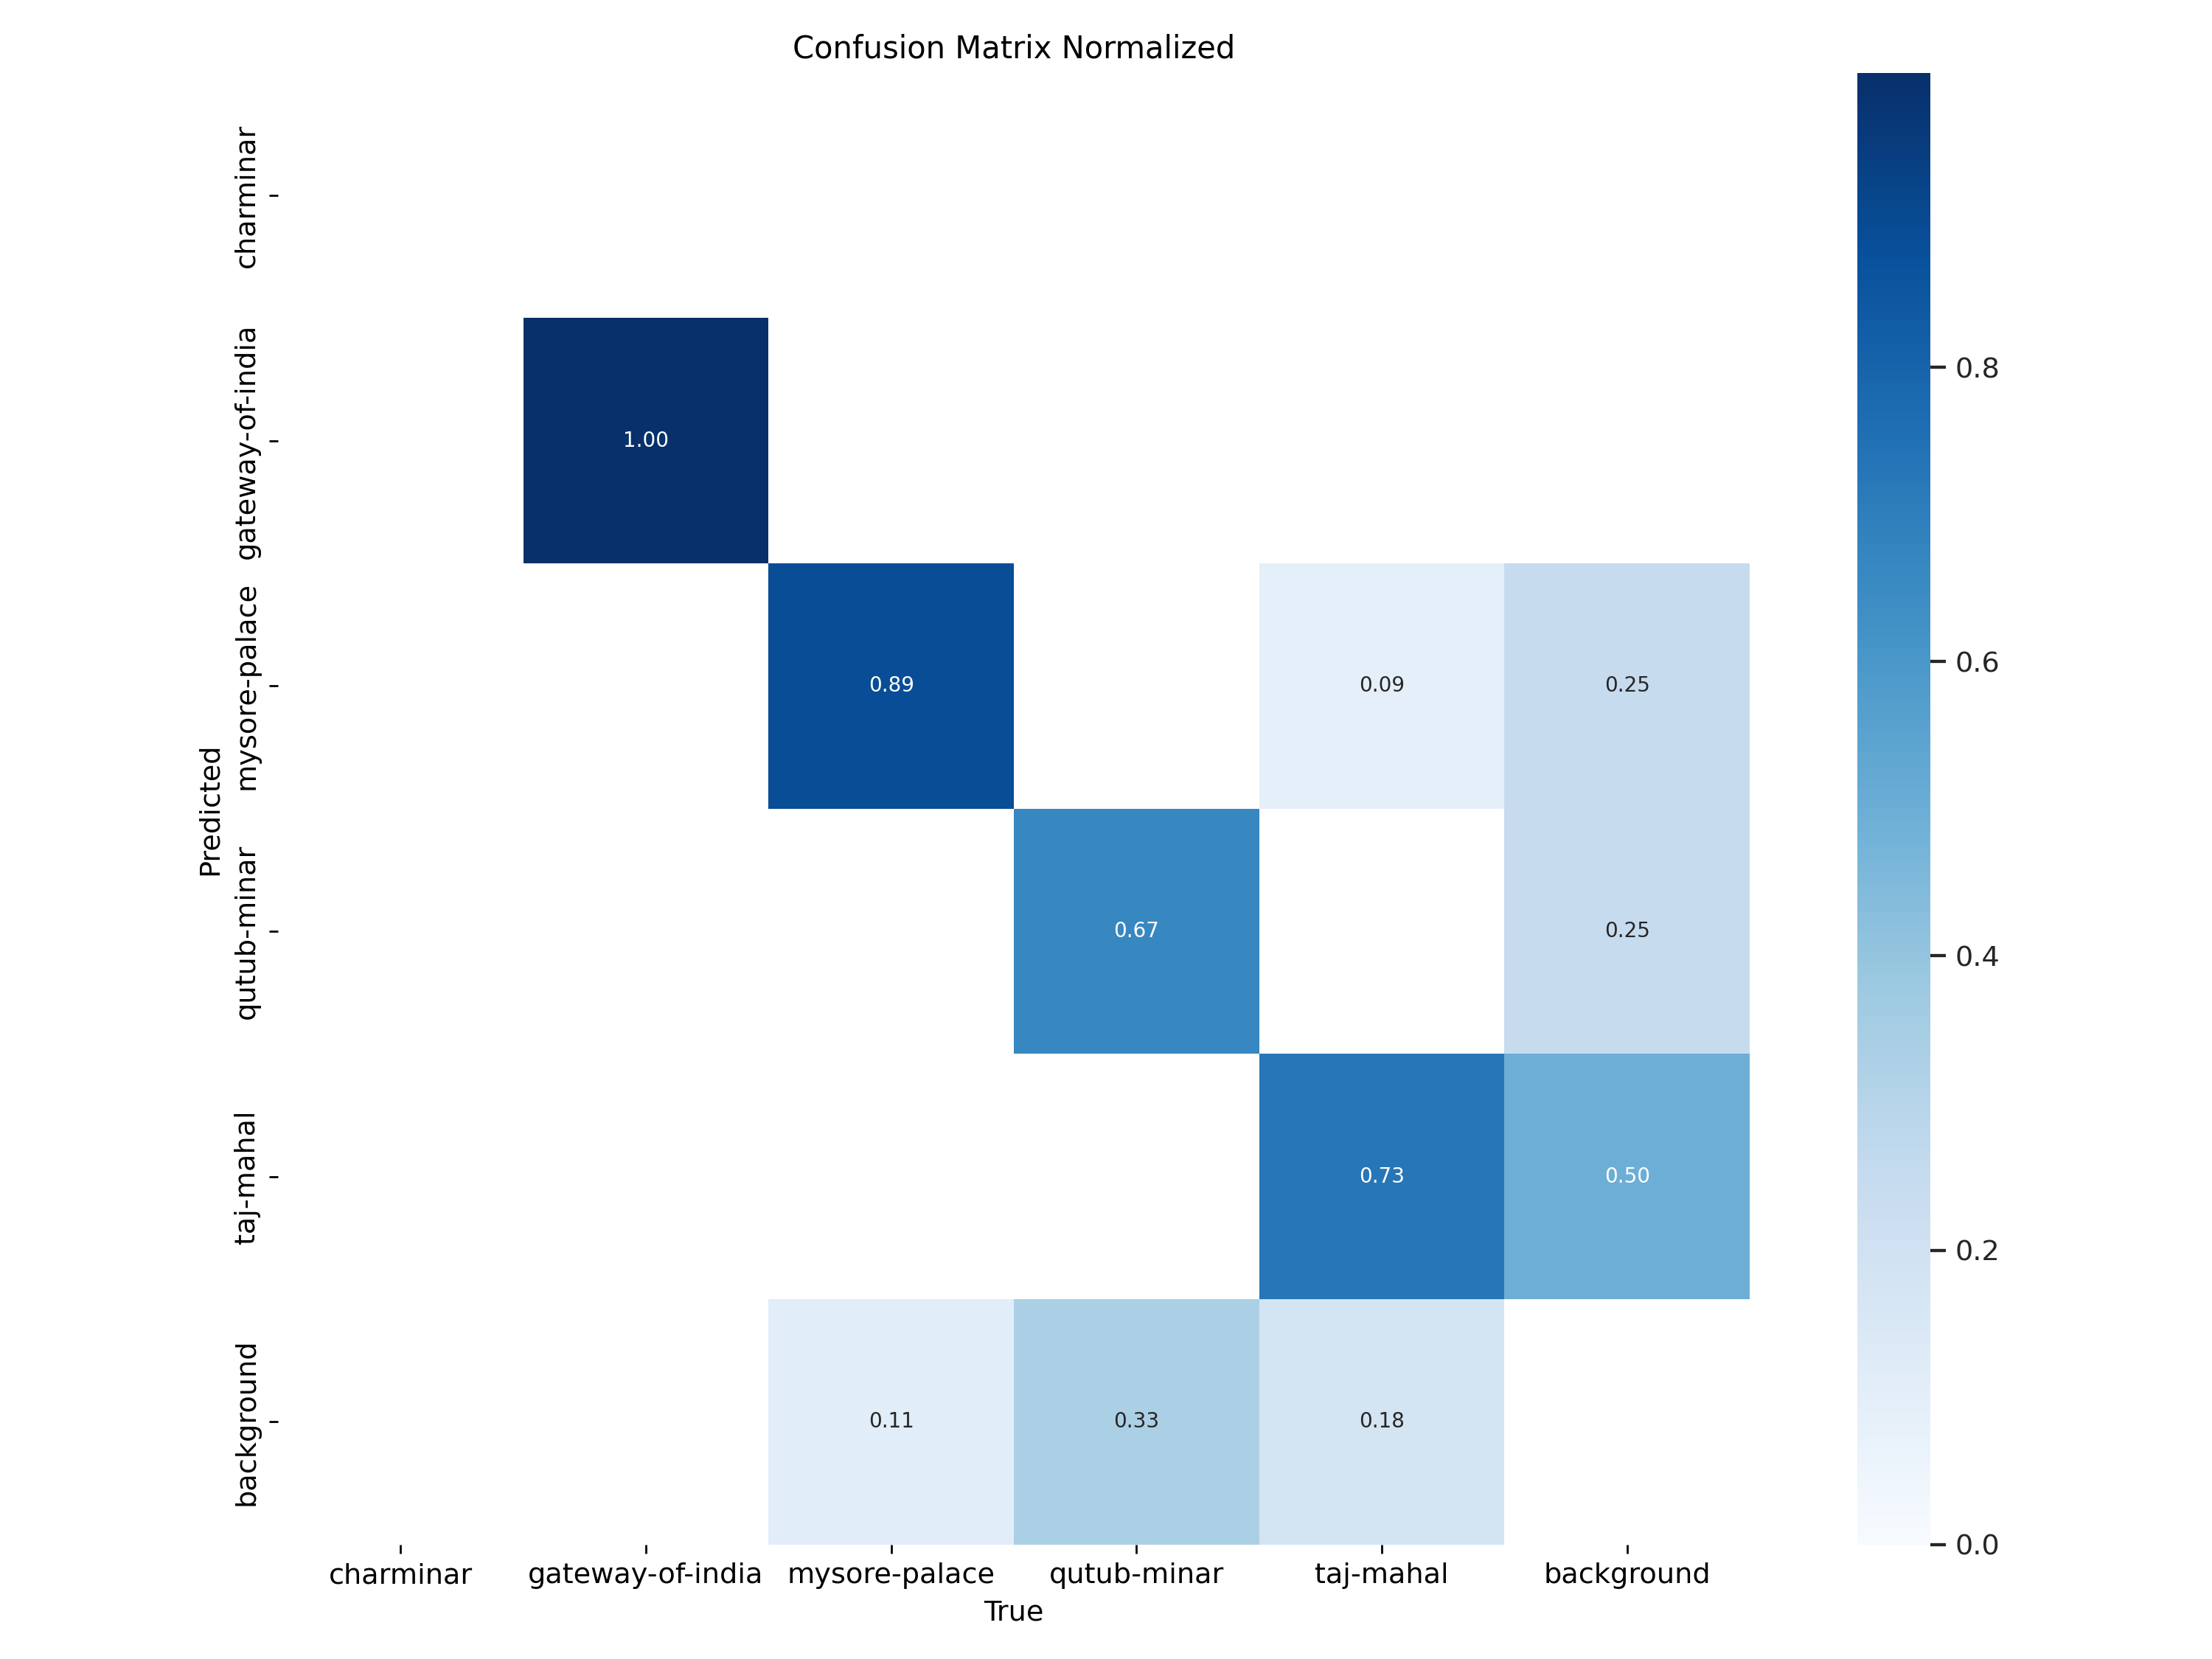 Confusion Matrix Normalized
charminar
gateway-of-india
mysore-palace
qutub-minar
taj-mahal
background
Predicted
1.00
0.89
0.09
0.25
0.67
0.25
0.73
0.50
0.11
0.33
0.18
charminar
gateway-of-india
mysore-palace
qutub-minar
taj-mahal
background
True
0.8
0.6
0.4
0.2
0.0